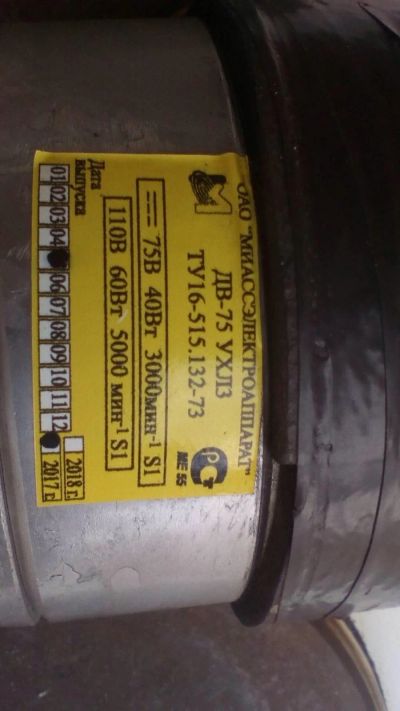 ОАО "МИАССЭЛЕКТРОАППАРАТ"
ДВ-75 УХЛ3
ТУ16-515.132-73
РСТ
МЕ 55
75В 40Вт 3000мин-1 S1
110В 60Вт 5000 мин-1 S1
Дата выпуска
01 02 03 04 06 07 08 09 10 11 12
2018 г.
2017 г.